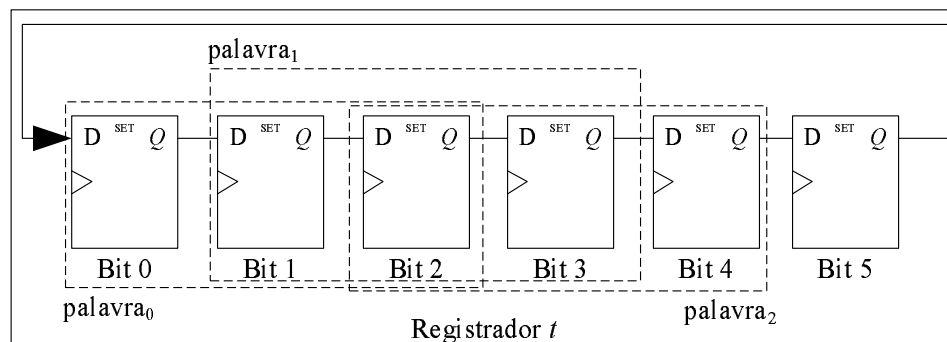 palavra₁
D SET Q D SET Q D SET Q D SET Q D SET Q D SET Q
Bit 0 Bit 1 Bit 2 Bit 3 Bit 4 Bit 5
palavra₀
palavra₂
Registrador t